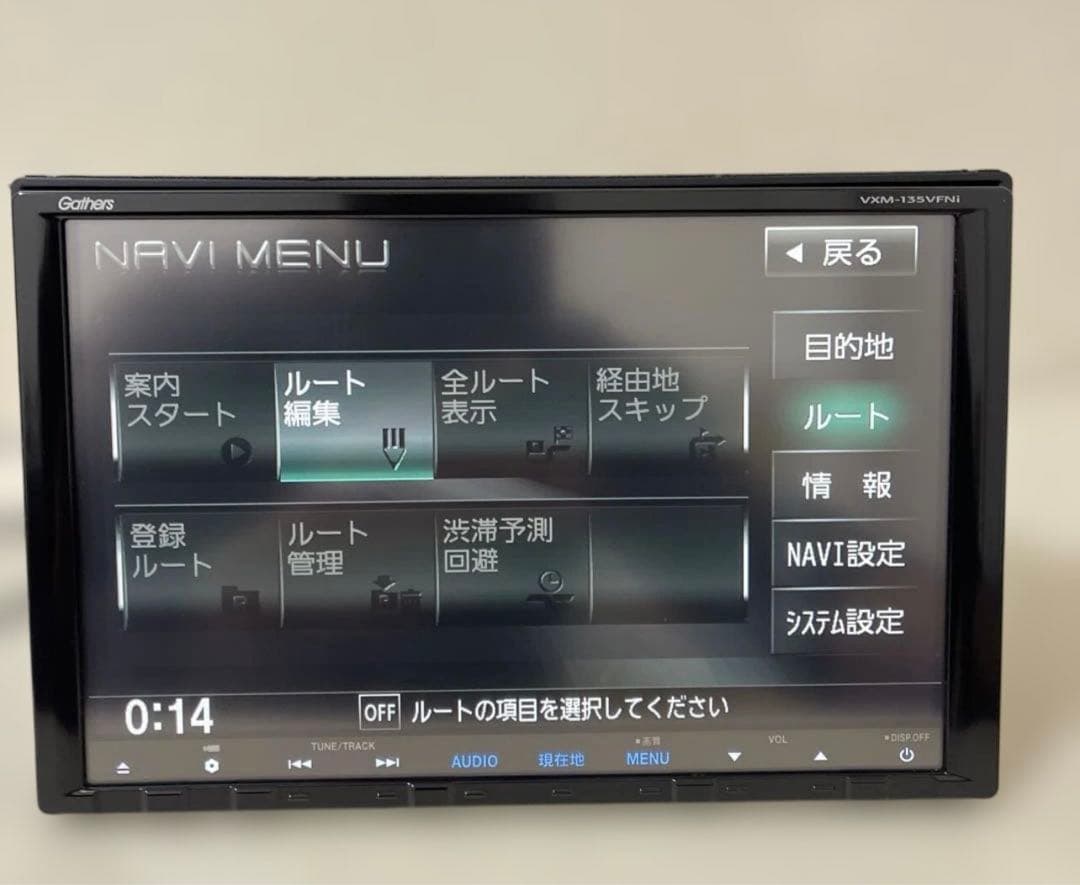 Gathers
VXM-135VFNi
NAVI MENU
戻る
目的地
ルート
情 報
NAVI設定
システム設定
案内
スタート
ルート
編集
全ルート
表示
経由地
スキップ
登録
ルート
ルート
管理
渋滞予測
回避
0:14
OFF ルートの項目を選択してください
TUNE/TRACK
AUDIO
現在地
画質
MENU
VOL
DISP.OFF